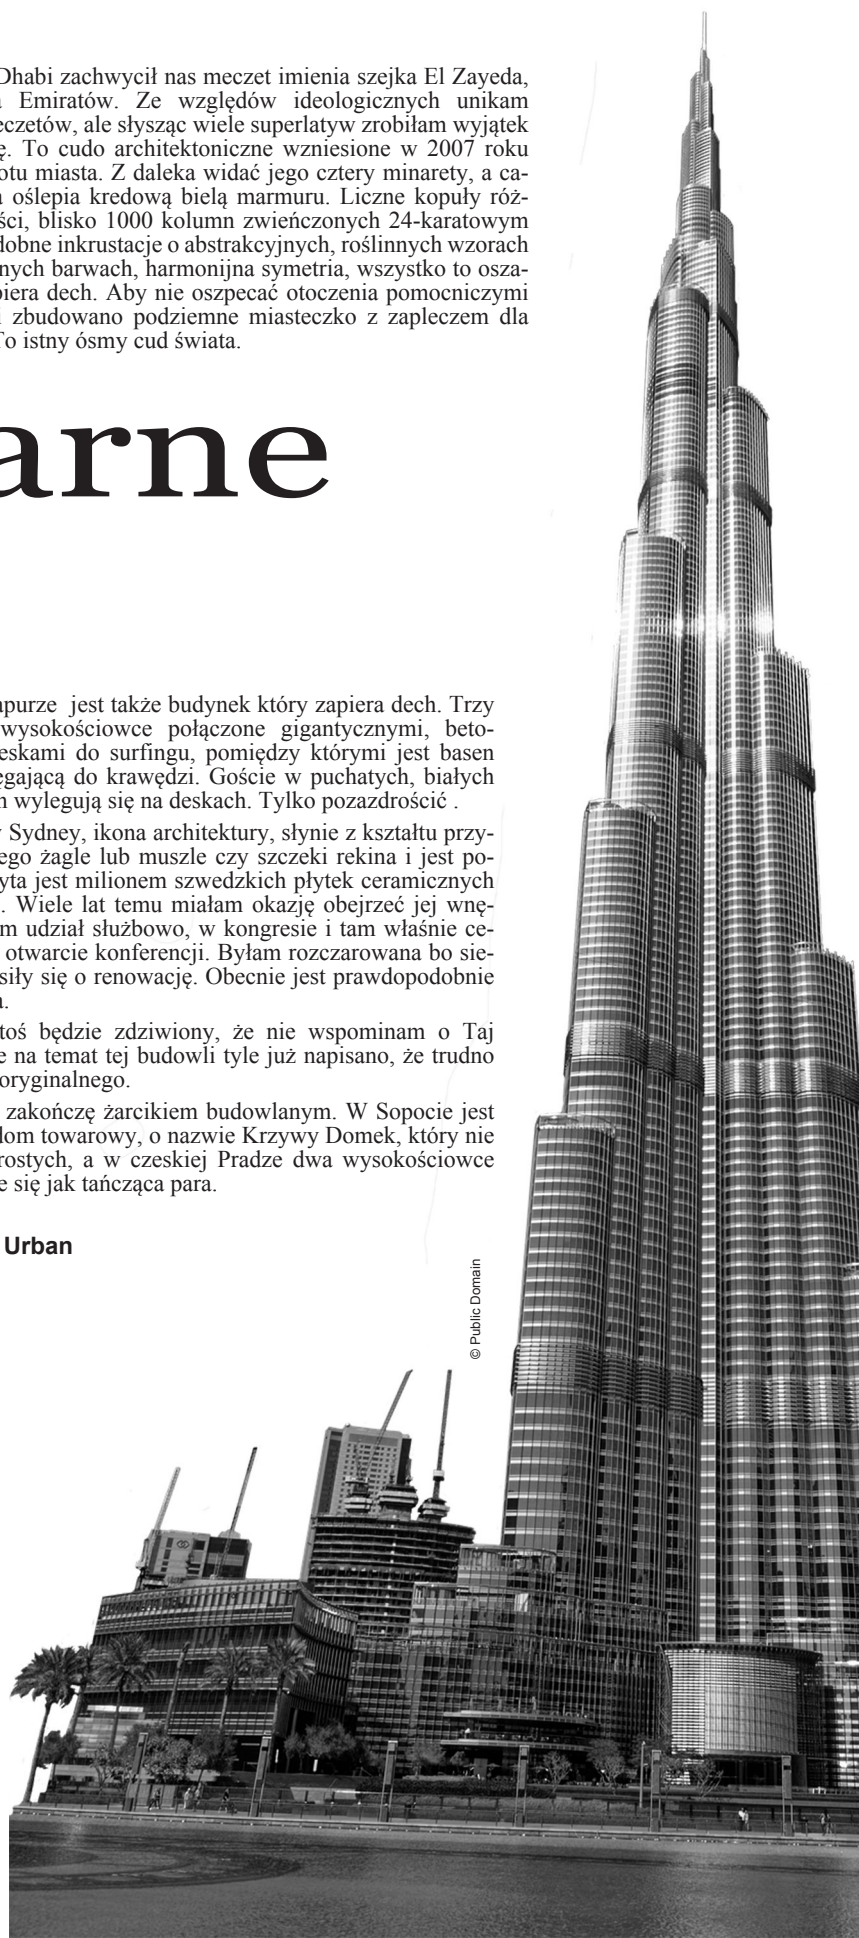 Dhabi zachwycił nas meczet imienia szejka El Zayeda,
Emiratów. Ze względów ideologicznych unikam
eczetów, ale słysząc wiele superlatyw zrobiłam wyjątek
ę. To cudo architektoniczne wzniesione w 2007 roku
otu miasta. Z daleka widać jego cztery minarety, a ca-
a oślepia kredową bielą marmuru. Liczne kopuły róż-
ści, blisko 1000 kolumn zwieńczonych 24-karatowym
dobne inkrustacje o abstrakcyjnych, roślinnych wzorach
nych barwach, harmonijna symetria, wszystko to osza-
piera dech. Aby nie oszpecać otoczenia pomocniczymi
i zbudowano podziemne miasteczko z zapleczem dla
To istny ósmy cud świata.
arne
apurze jest także budynek który zapiera dech. Trzy
wysokościowce połączone gigantycznymi, beto-
eskami do surfingu, pomiędzy którymi jest basen
ęgającą do krawędzi. Goście w puchatych, białych
h wylegują się na deskach. Tylko pozazdrościć .
y Sydney, ikona architektury, słynie z kształtu przy-
ego żagle lub muszle czy szczeki rekina i jest po-
yta jest milionem szwedzkich płytek ceramicznych
. Wiele lat temu miałam okazję obejrzeć jej wnę-
m udział służbowo, w kongresie i tam właśnie ce-
otwarcie konferencji. Byłam rozczarowana bo sie-
siły się o renowację. Obecnie jest prawdopodobnie
a.
toś będzie zdziwiony, że nie wspominam o Taj
e na temat tej budowli tyle już napisano, że trudno
oryginalnego.
zakończę żarcikiem budowlanym. W Sopocie jest
dom towarowy, o nazwie Krzywy Domek, który nie
rostych, a w czeskiej Pradze dwa wysokościowce
e się jak tańcząca para.
Urban
© Public Domain